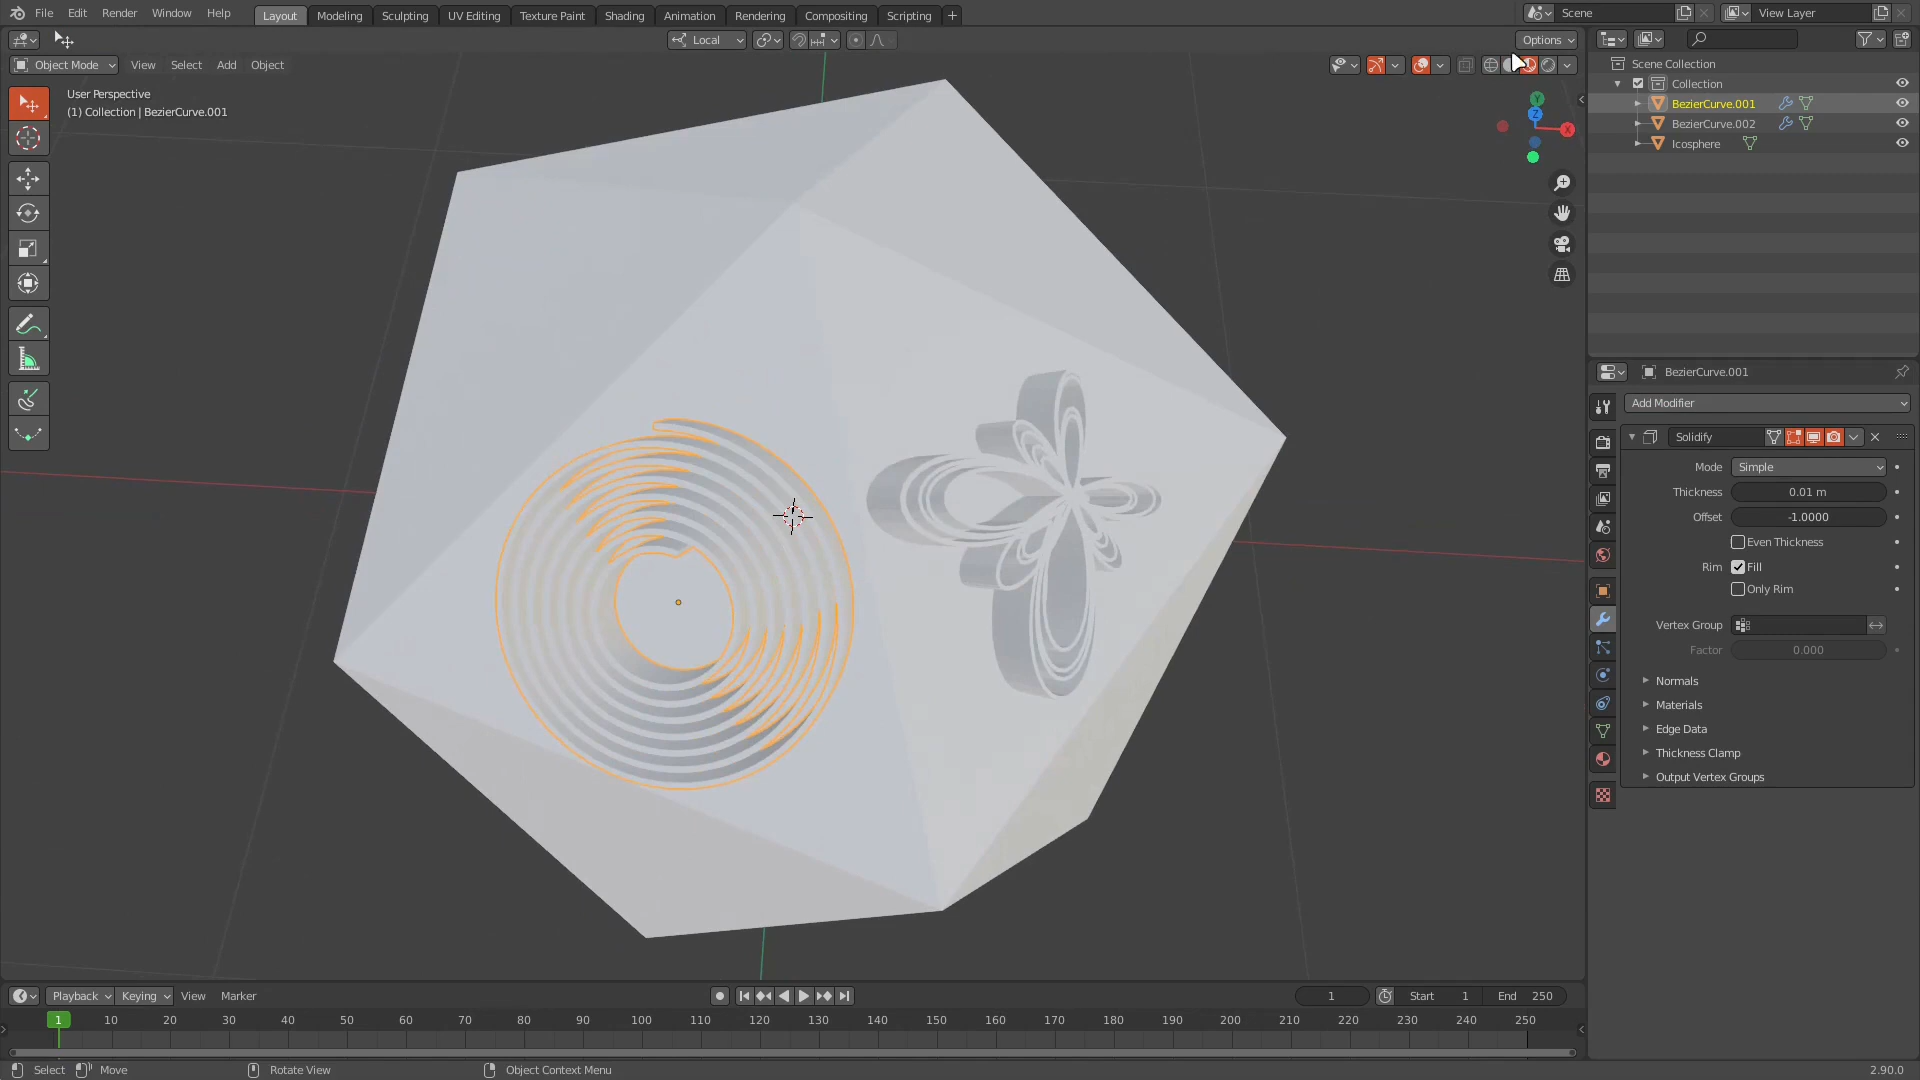 File Edit Render Window Help Layout Modeling Sculpting UV Editing Texture Paint Shading Animation Rendering Compositing Scripting + Scene View Layer
Local Options
Object Mode View Select Add Object
User Perspective
(1) Collection | BezierCurve.001
Y
Z
X
Scene Collection
Collection
BezierCurve.001
BezierCurve.002
Icosphere
BezierCurve.001
Add Modifier
Solidify
Mode Simple
Thickness 0.01 m
Offset -1.0000
Even Thickness
Rim Fill
Only Rim
Vertex Group
Factor 0.000
Normals
Materials
Edge Data
Thickness Clamp
Output Vertex Groups
Playback Keying View Marker 1 Start 1 End 250
1 10 20 30 40 50 60 70 80 90 100 110 120 130 140 150 160 170 180 190 200 210 220 230 240 250
Select Move Rotate View Object Context Menu 2.90.0